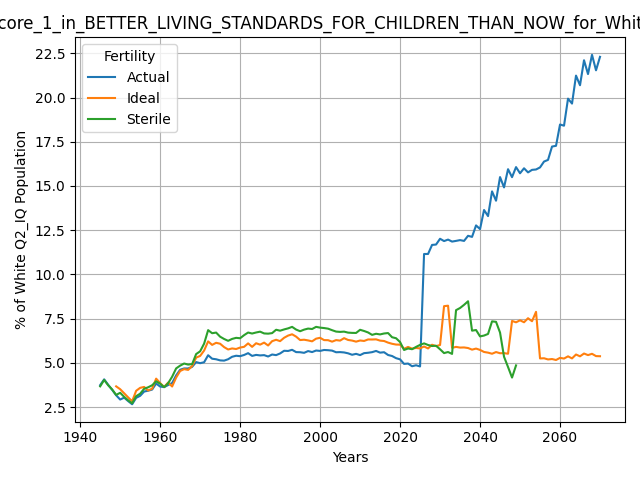 core_1_in_BETTER_LIVING_STANDARDS_FOR_CHILDREN_THAN_NOW_for_Whit
Fertility
Actual
Ideal
Sterile
% of White Q2_IQ Population
22.5
20.0
17.5
15.0
12.5
10.0
7.5
5.0
2.5
1940
1960
1980
2000
2020
2040
2060
Years